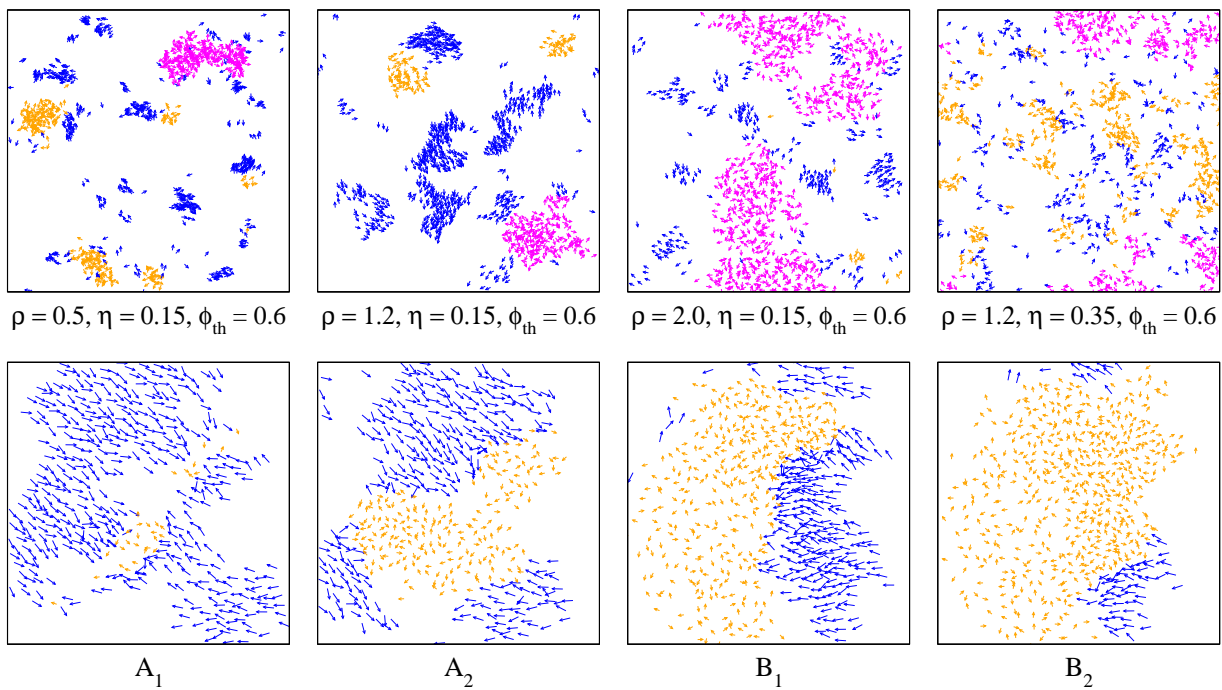 ρ = 0.5, η = 0.15, ϕ_th = 0.6 ρ = 1.2, η = 0.15, ϕ_th = 0.6 ρ = 2.0, η = 0.15, ϕ_th = 0.6 ρ = 1.2, η = 0.35, ϕ_th = 0.6
A_1 A_2 B_1 B_2